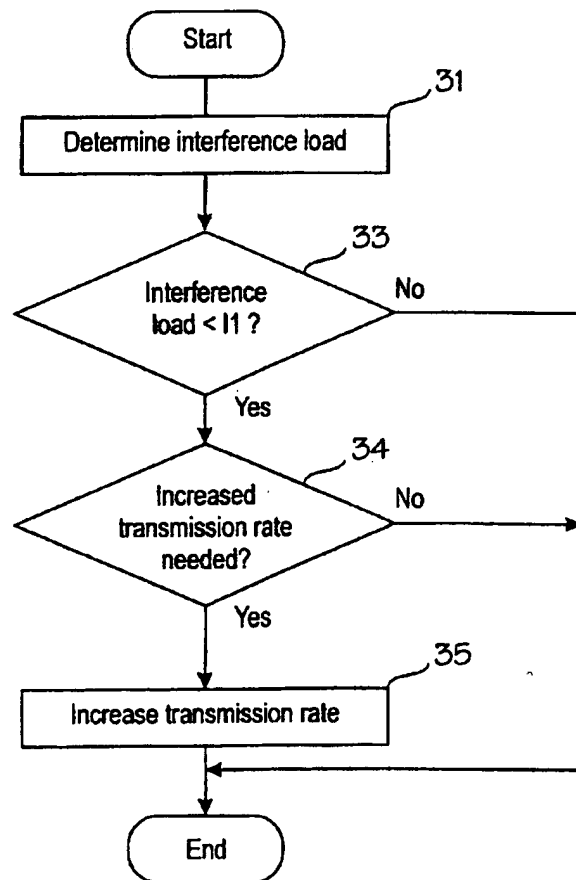 Start
31
Determine interference load
33
Interference
load < I1 ?
No
Yes
34
Increased
transmission rate
needed?
No
Yes
35
Increase transmission rate
End